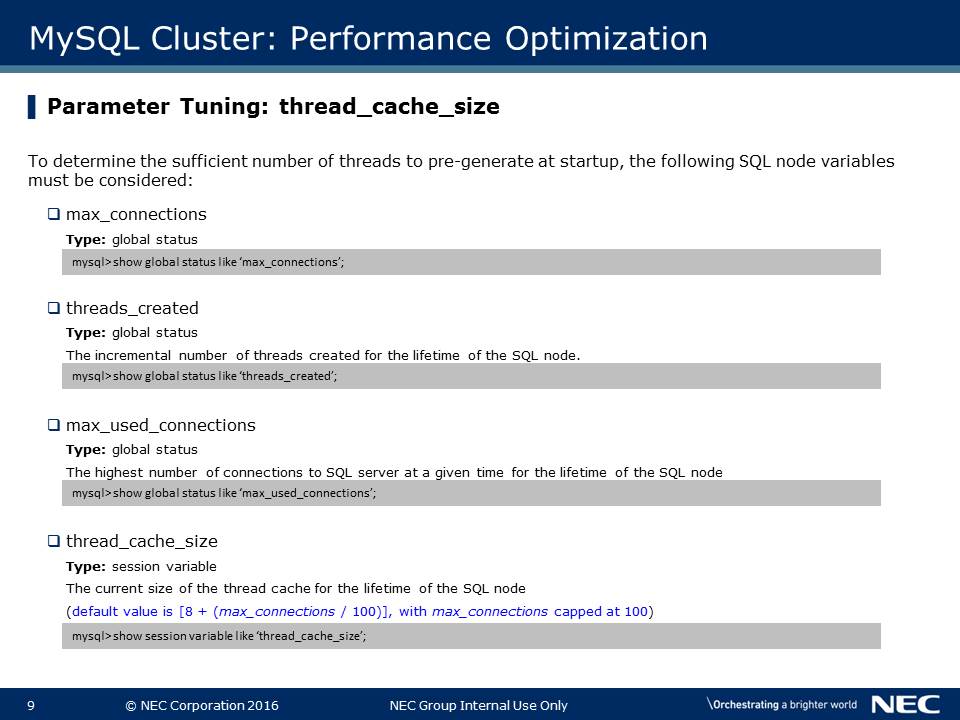 MySQL Cluster: Performance Optimization
Parameter Tuning: thread_cache_size
To determine the sufficient number of threads to pre-generate at startup, the following SQL node variables
must be considered:
max_connections
Type: global status
mysql>show global status like ‘max_connections’;
threads_created
Type: global status
The incremental number of threads created for the lifetime of the SQL node.
mysql>show global status like ‘threads_created’;
max_used_connections
Type: global status
The highest number of connections to SQL server at a given time for the lifetime of the SQL node
mysql>show global status like ‘max_used_connections’;
thread_cache_size
Type: session variable
The current size of the thread cache for the lifetime of the SQL node
(default value is [8 + (max_connections / 100)], with max_connections capped at 100)
mysql>show session variable like ‘thread_cache_size’;
9 © NEC Corporation 2016 NEC Group Internal Use Only \Orchestrating a brighter world NEC